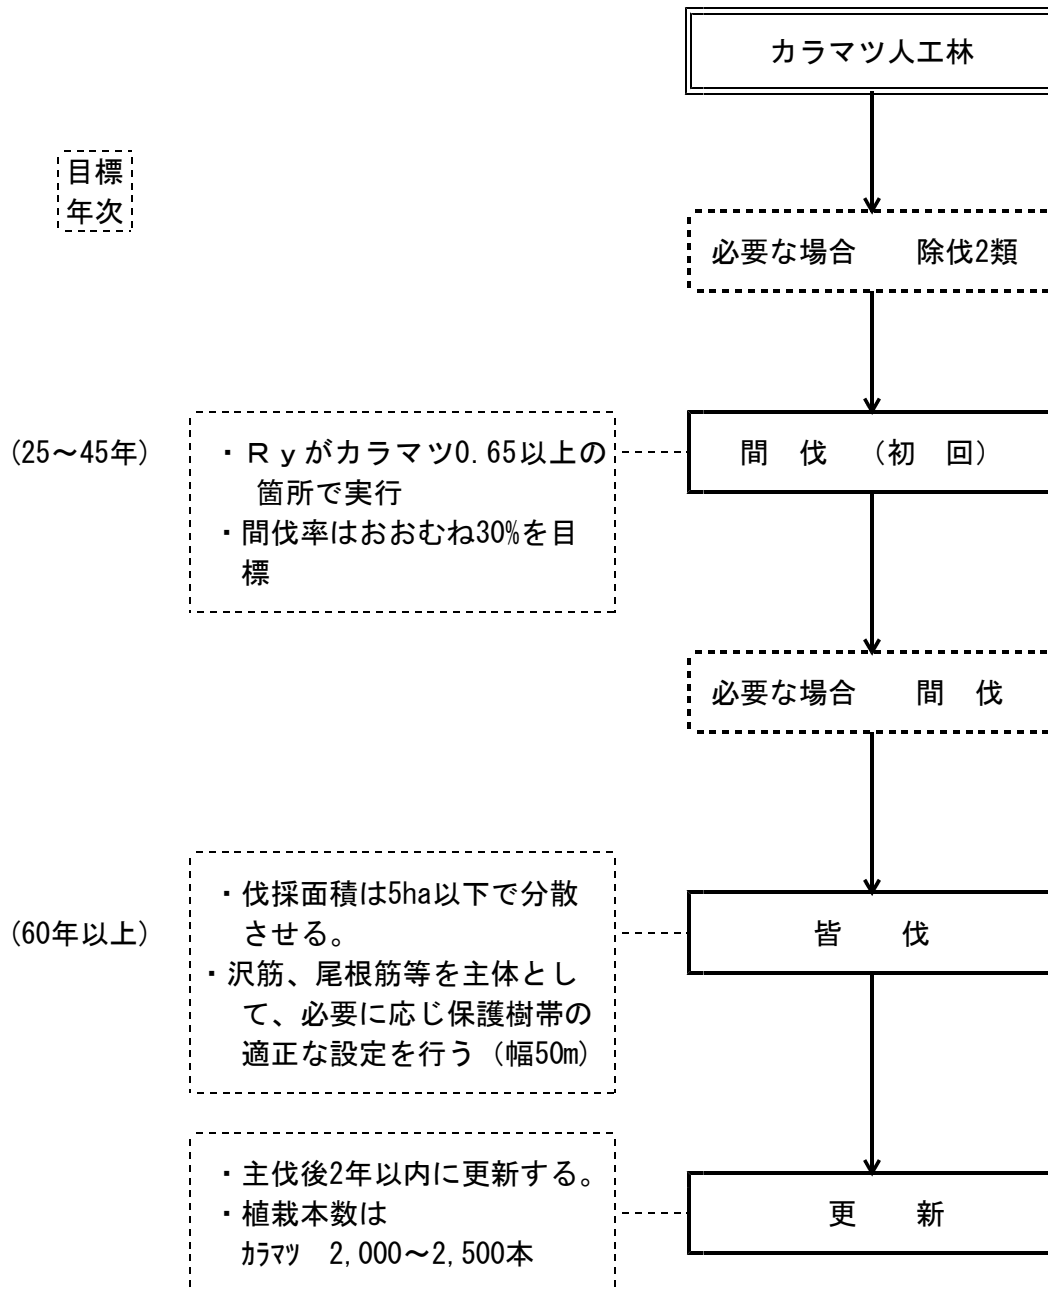 カラマツ人工林
目標
年次
必要な場合　　除伐2類
(25～45年)
・Ｒｙがカラマツ0.65以上の
箇所で実行
・間伐率はおおむね30%を目
標
間　伐　（初　回）
必要な場合　　間　伐
(60年以上)
・伐採面積は5ha以下で分散
させる。
・沢筋、尾根筋等を主体とし
て、必要に応じ保護樹帯の
適正な設定を行う（幅50m）
皆　　伐
・主伐後2年以内に更新する。
・植栽本数は
ｶﾗﾏﾂ　2,000～2,500本
更　　新